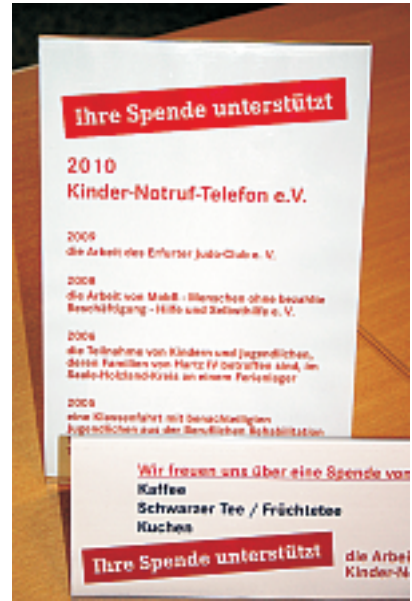 Ihre Spende unterstützt
2010
Kinder-Notruf-Telefon e.V.
2009
die Arbeit des Erfurter Judo-Club e. V.
2008
die Arbeit von MobB - Menschen ohne bezahlte
Beschäftigung - Hilfe und Selbsthilfe e. V.
2006
die Teilnahme von Kindern und Jugendlichen,
deren Familien von Hartz IV betroffen sind, im
Saale-Holzland-Kreis an einem Ferienlager
2005
eine Klassenfahrt mit benachteiligten
Jugendlichen aus der Beruflichen Rehabilitation
Wir freuen uns über eine Spende von
Kaffee
Schwarzer Tee / Früchtetee
Kuchen
Ihre Spende unterstützt
die Arbei
Kinder-N